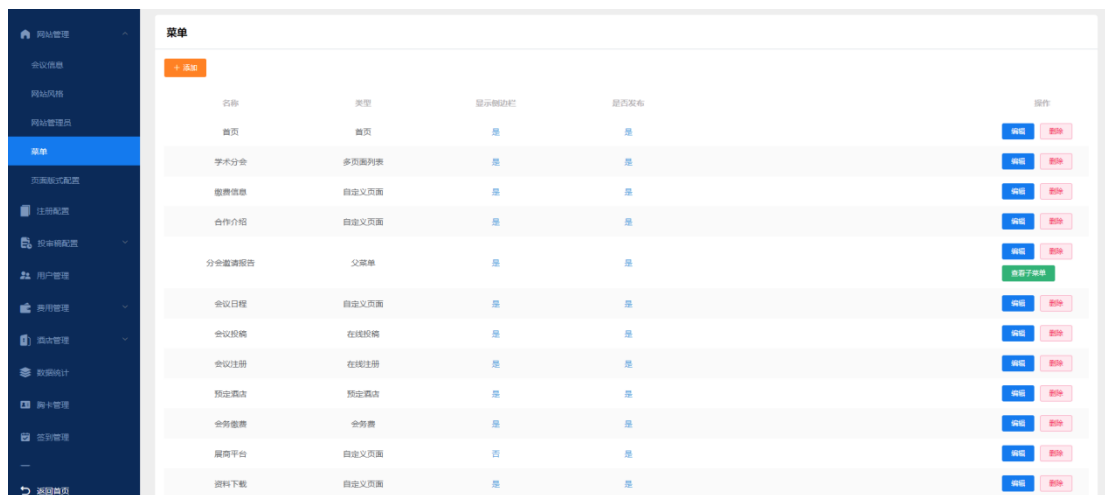 网站管理
会议信息
网站风格
网站管理员
菜单
页面版式配置
注册配置
投审稿配置
用户管理
费用管理
酒店管理
数据统计
胸卡管理
签到管理
返回首页
菜单
+ 添加
名称 类型 显示侧边栏 是否发布 操作
首页 首页 是 是 编辑 删除
学术分会 多页面列表 是 是 编辑 删除
缴费信息 自定义页面 是 是 编辑 删除
合作介绍 自定义页面 是 是 编辑 删除
分会邀请报告 父菜单 是 是 编辑 删除
查看子菜单
会议日程 自定义页面 是 是 编辑 删除
会议投稿 在线投稿 是 是 编辑 删除
会议注册 在线注册 是 是 编辑 删除
预定酒店 预定酒店 是 是 编辑 删除
会务缴费 会务费 是 是 编辑 删除
展商平台 自定义页面 否 是 编辑 删除
资料下载 自定义页面 是 是 编辑 删除